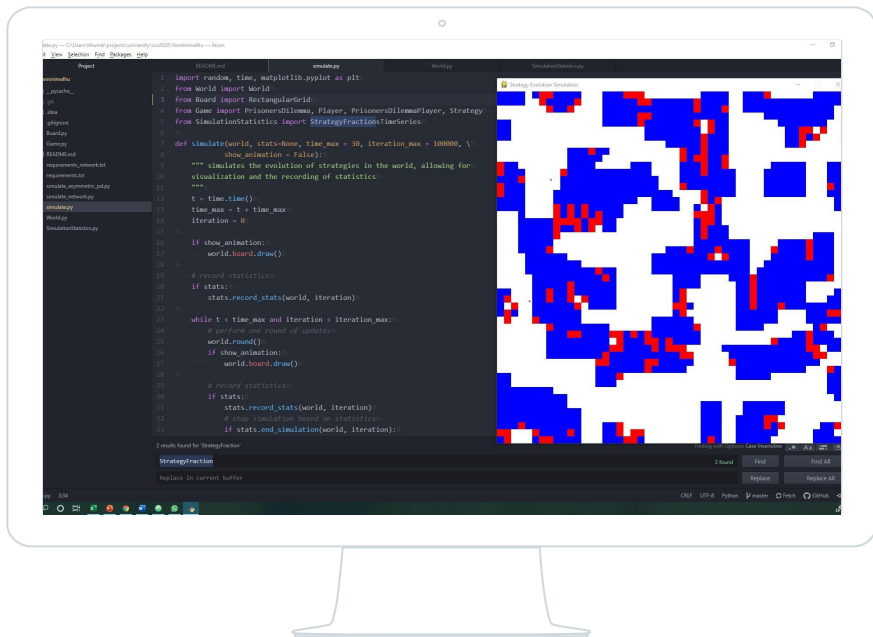 C:\Users\
— Atom
View Selection Find Packages Help
Project README.md simulate.py World.py SimulationStatistics.py
__pycache__
.git
.idea
.gitignore
Board.py
Game.py
README.md
requirements_network.txt
requirements.txt
simulate_asymmetric_pd.py
simulate_network.py
simulate.py
World.py
SimulationStatistics.py
1 import random, time, matplotlib.pyplot as plt
2 from World import World
3 from Board import RectangularGrid
4 from Game import PrisonersDilemma, Player, PrisonersDilemmaPlayer, Strategy
5 from SimulationStatistics import StrategyFractionsTimeSeries
6
7 def simulate(world, stats=None, time_max = 30, iteration_max = 100000, \
8 show_animation = False):
9 """ simulates the evolution of strategies in the world, allowing for
10 visualization and the recording of statistics
11 """
12 t = time.time()
13 time_max = t + time_max
14 iteration = 0
15
16 if show_animation:
17 world.board.draw()
18
19 # record statistics
20 if stats:
21 stats.record_stats(world, iteration)
22
23 while t < time_max and iteration < iteration_max:
24 # perform one round of updates
25 world.round()
26 if show_animation:
27 world.board.draw()
28
29 # record statistics
30 if stats:
31 stats.record_stats(world, iteration)
32 # stop simulation based on statistics
33 if stats.end_simulation(world, iteration):
Strategy Evolution Simulation
2 results found for 'StrategyFraction'
Finding with Options: Case Insensitive
.* Aa
StrategyFraction 2 found Find Find All
Replace in current buffer Replace Replace All
3:34 CRLF UTF-8 Python master Fetch GitHub